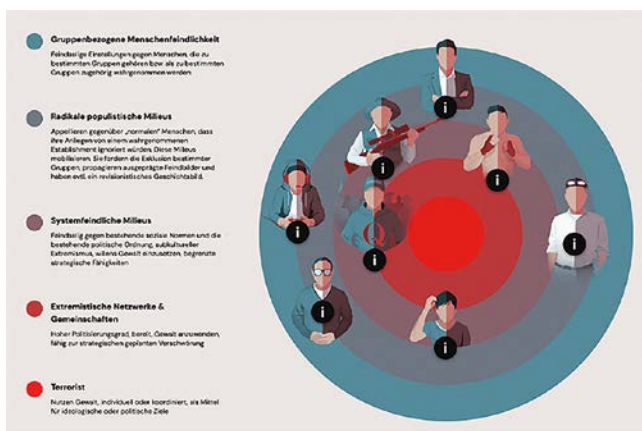 Gruppenbezogene Menschenfeindlichkeit
Feindselige Einstellungen gegen Menschen, die zu
bestimmten Gruppen gehören bzw. als zu bestimmten
Gruppen zugehörig wahrgenommen werden
Radikale populistische Milieus
Appellieren gegenüber „normalen" Menschen, dass
ihre Anliegen von einem wahrgenommenen
Establishment ignoriert würden. Diese Milieus
mobilisieren. Sie fordern die Exklusion bestimmter
Gruppen, propagieren ausgeprägte Feindbilder und
haben evtl. ein revisionistisches Geschichtsbild.
Systemfeindliche Milieus
Feindselig gegen bestehende soziale Normen und die
bestehende politische Ordnung, subkultureller
Extremismus, willens Gewalt einzusetzen, begrenzte
strategische Fähigkeiten
Extremistische Netzwerke &
Gemeinschaften
Hoher Politisierungsgrad, bereit, Gewalt anzuwenden,
fähig zur strategischen geplanten Verschwörung
Terrorist
Nutzen Gewalt, individuell oder koordiniert, als Mittel
für ideologische oder politische Ziele
i
i
i
i
Q
i
i
i
i